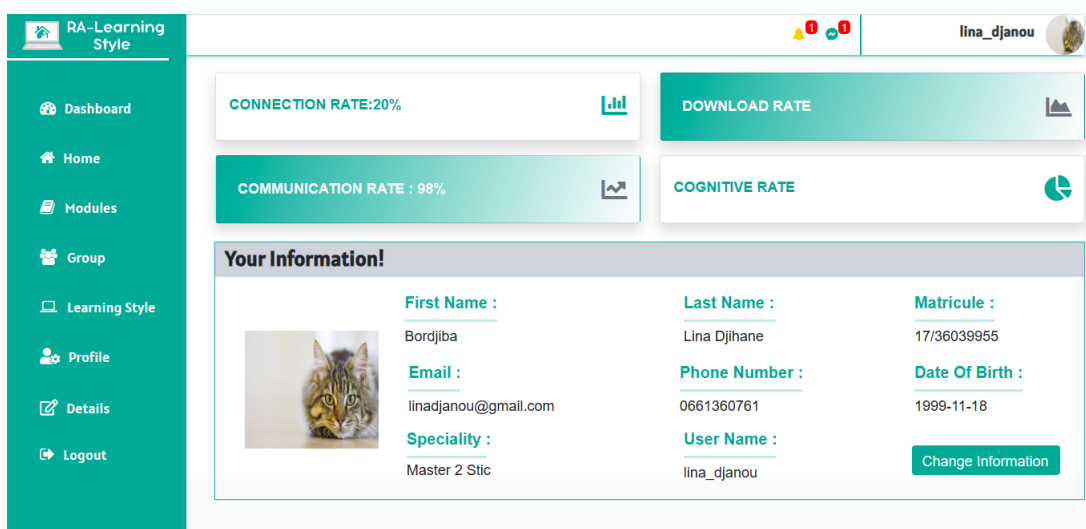 RA-Learning
Style
1
1
lina_djanou
Dashboard
Home
Modules
Group
Learning Style
Profile
Details
Logout
CONNECTION RATE:20%
DOWNLOAD RATE
COMMUNICATION RATE : 98%
COGNITIVE RATE
Your Information!
First Name :
Last Name :
Matricule :
Bordjiba
Lina Djihane
17/36039955
Email :
Phone Number :
Date Of Birth :
linadjanou@gmail.com
0661360761
1999-11-18
Speciality :
User Name :
Master 2 Stic
lina_djanou
Change Information